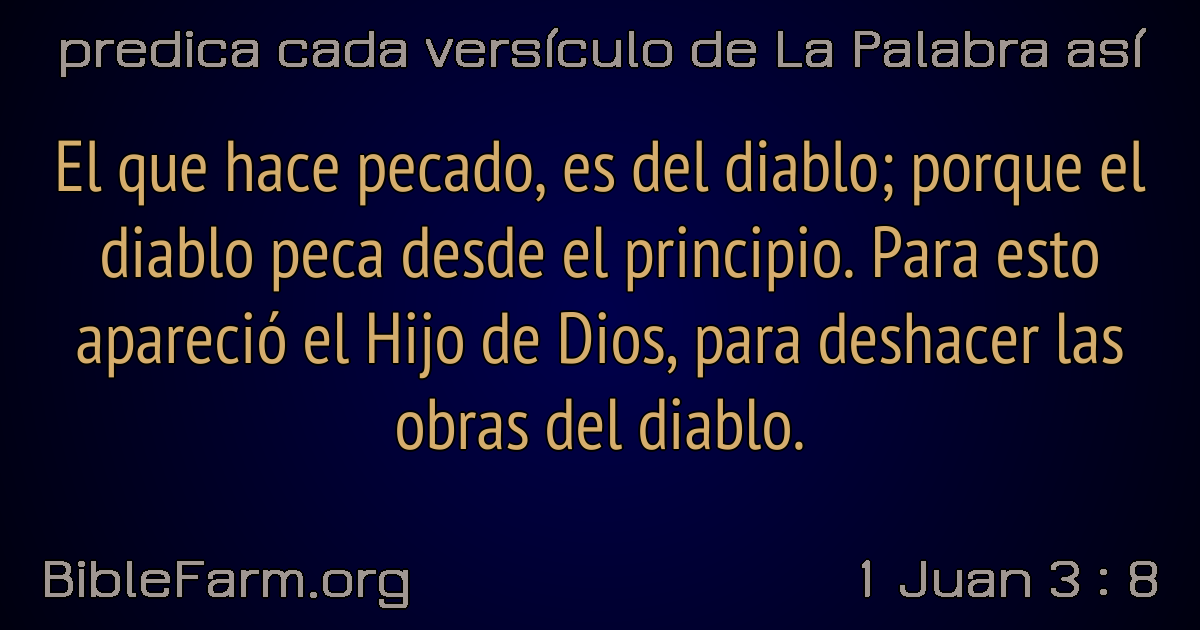 predica cada versículo de La Palabra así
El que hace pecado, es del diablo; porque el
diablo peca desde el principio. Para esto
apareció el Hijo de Dios, para deshacer las
obras del diablo.
BibleFarm.org
1 Juan 3 : 8